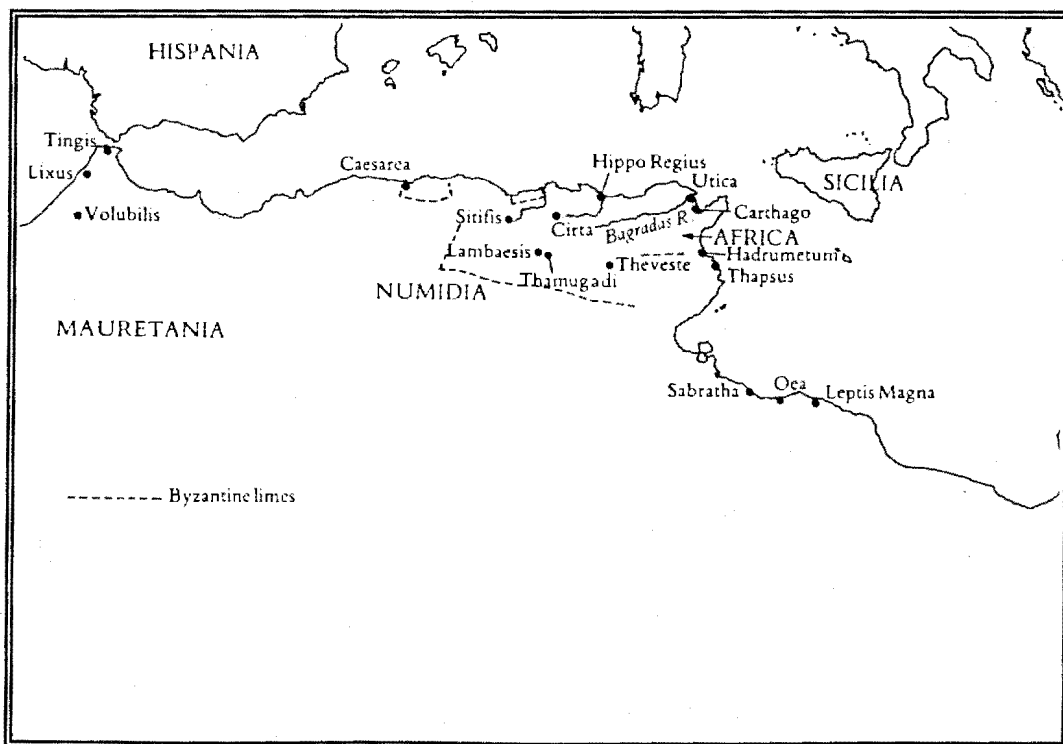 HISPANIA
Tingis
Lixus
Volubilis
Caesarea
Hippo Regius
Utica
SICILIA
Sitifis
Cirta
Bagradas R.
Carthago
AFRICA
Lambaesis
Hadrumetum
Thamugadi
Theveste
Thapsus
NUMIDIA
MAURETANIA
Sabratha
Oea
Leptis Magna
Byzantine limes